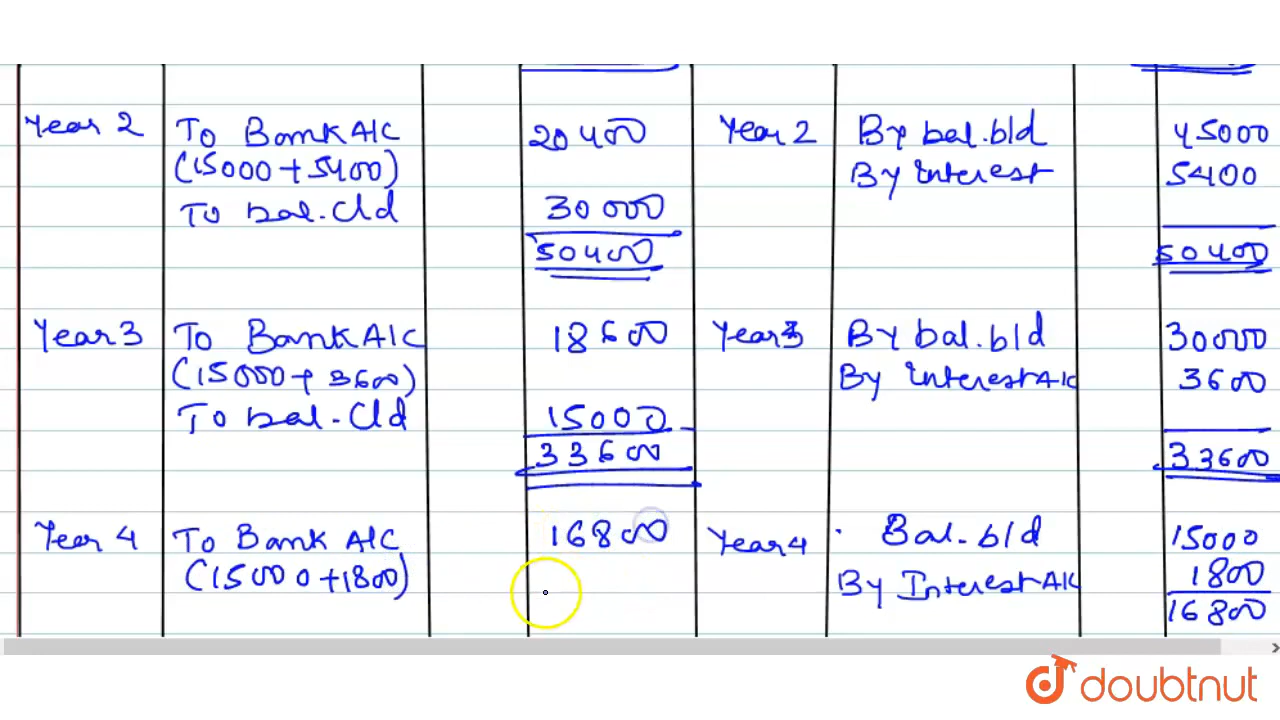 Year 2 To Bank A/C 20400 Year 2 By bal. b/d 45000
(15000+5400) By Interest 5400
To bal. C/d 30000
50400 50400
Year 3 To Bank A/C 18600 Year 3 By bal. b/d 30000
(15000+3600) By Interest A/C 3600
To bal. C/d 15000
33600 33600
Year 4 To Bank A/C 16800 Year 4 Bal. b/d 15000
(15000+1800) By Interest A/C 1800
16800
doubtnut